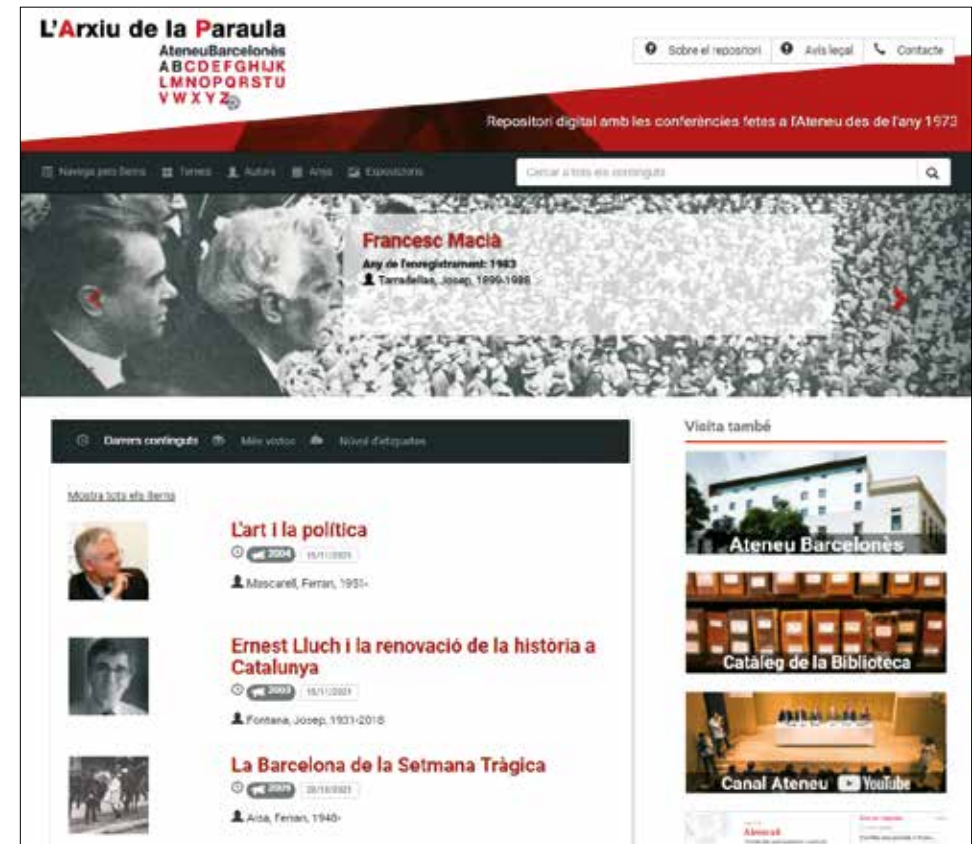 L'Arxiu de la Paraula
AteneuBarcelonès
ABCDEFGHIJK
LMNOPQRSTU
VWXYZ
Sobre el repositori
Avís legal
Contacte
Repositori digital amb les conferències fetes a l'Ateneu des de l'any 1973
Navega pels ítems
Temes
Autors
Anys
Exposicions
Cercar a tots els continguts
Francesc Macià
Any de l'enregistrament: 1983
Tarradellas, Josep, 1899-1988
Darrers continguts
Més vistos
Núvol d'etiquetes
Mostra tots els ítems
L'art i la política
2004
Mascarell, Ferran, 1951-
Ernest Lluch i la renovació de la història a
Catalunya
2003
Fontana, Josep, 1931-2018
La Barcelona de la Setmana Tràgica
2009
Aisa, Ferran, 1948-
Visita també
Ateneu Barcelonès
Catàleg de la Biblioteca
Canal Ateneu YouTube